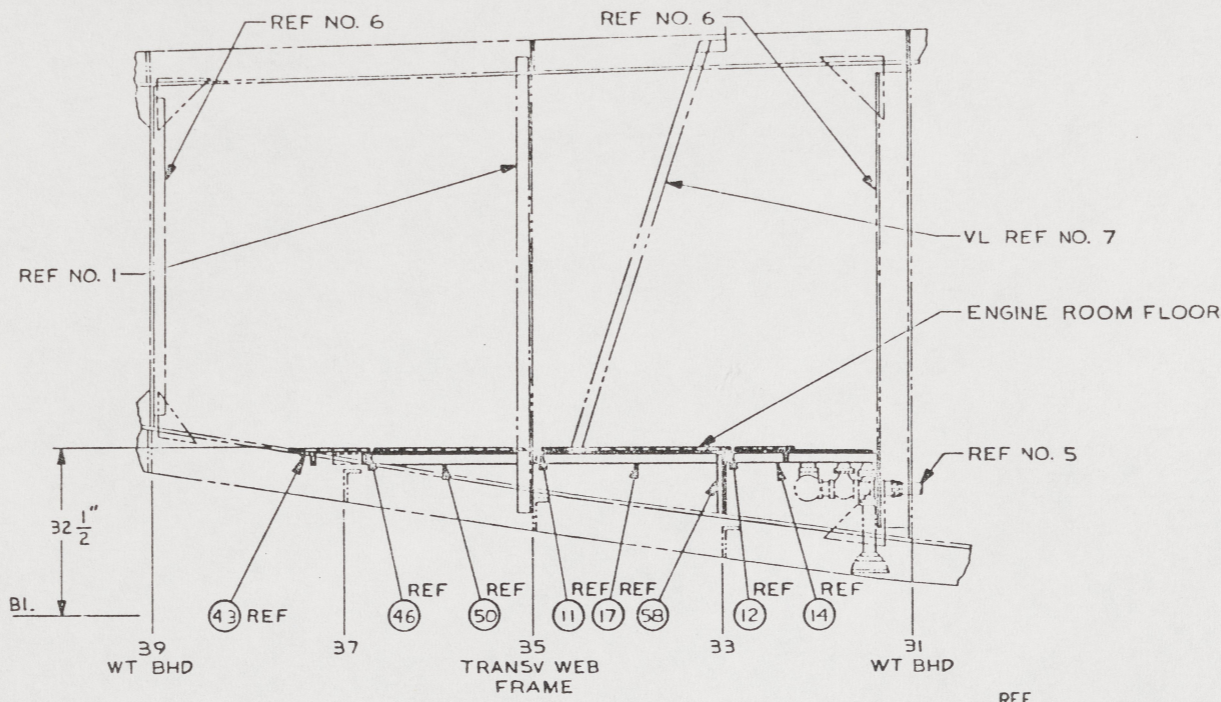 REF NO. 6
REF NO. 6
VL REF NO. 7
REF NO. 1
ENGINE ROOM FLOOR
REF NO. 5
32 1/2"
BL.
REF REF REF REF REF REF
43 REF 46 50 11 17 58 12 14
39 37 35 33 31
WT BHD TRANSV WEB FRAME WT BHD
REF